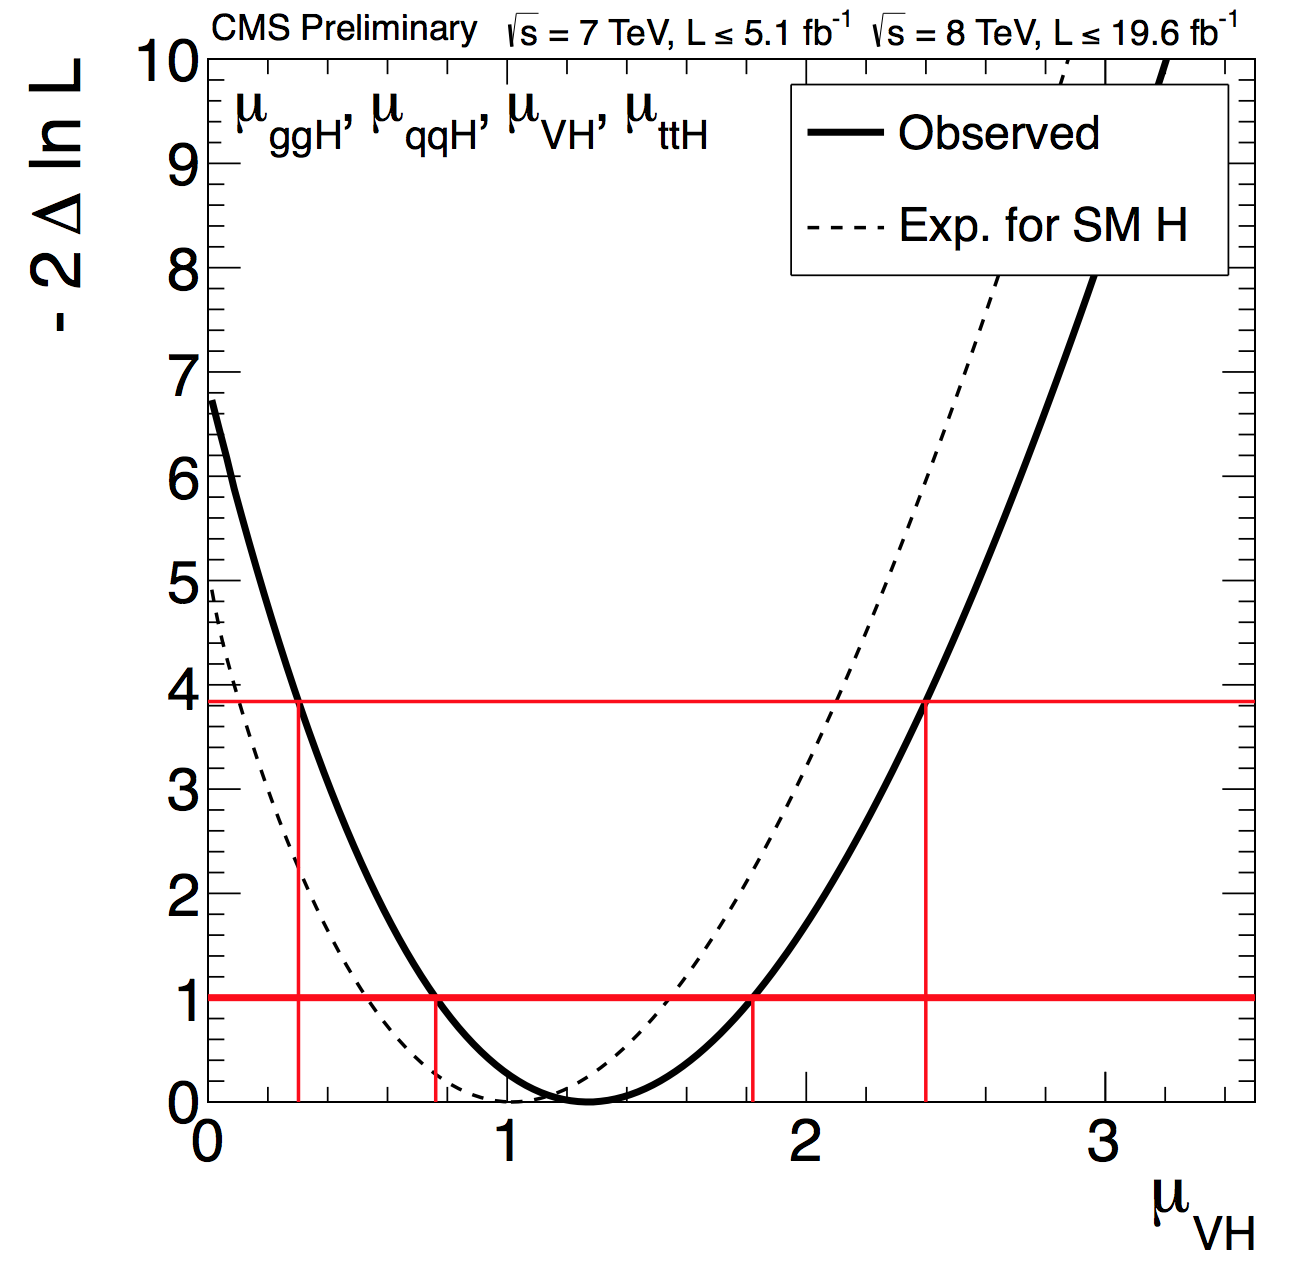 CMS Preliminary √s = 7 TeV, L ≤ 5.1 fb⁻¹ √s = 8 TeV, L ≤ 19.6 fb⁻¹
- 2 Δ ln L
μggH, μqqH, μVH, μttH
Observed
Exp. for SM H
10
9
8
7
6
5
4
3
2
1
0
0 1 2 3
μVH